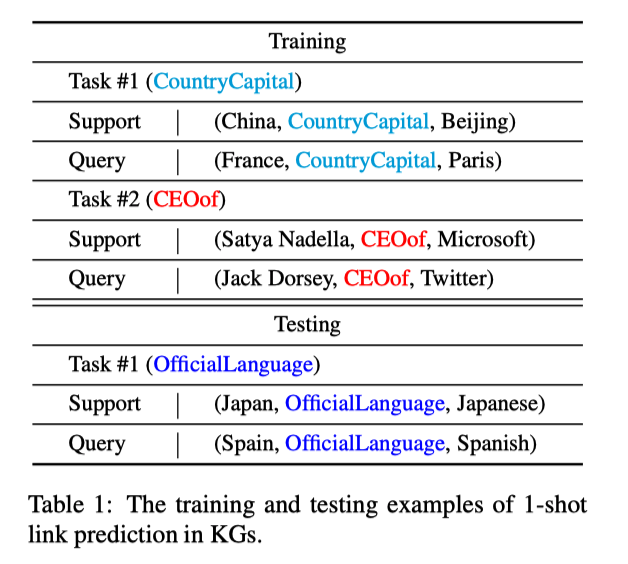 Training
Task #1 (CountryCapital)
Support | (China, CountryCapital, Beijing)
Query | (France, CountryCapital, Paris)
Task #2 (CEOof)
Support | (Satya Nadella, CEOof, Microsoft)
Query | (Jack Dorsey, CEOof, Twitter)
Testing
Task #1 (OfficialLanguage)
Support | (Japan, OfficialLanguage, Japanese)
Query | (Spain, OfficialLanguage, Spanish)
Table 1: The training and testing examples of 1-shot
link prediction in KGs.